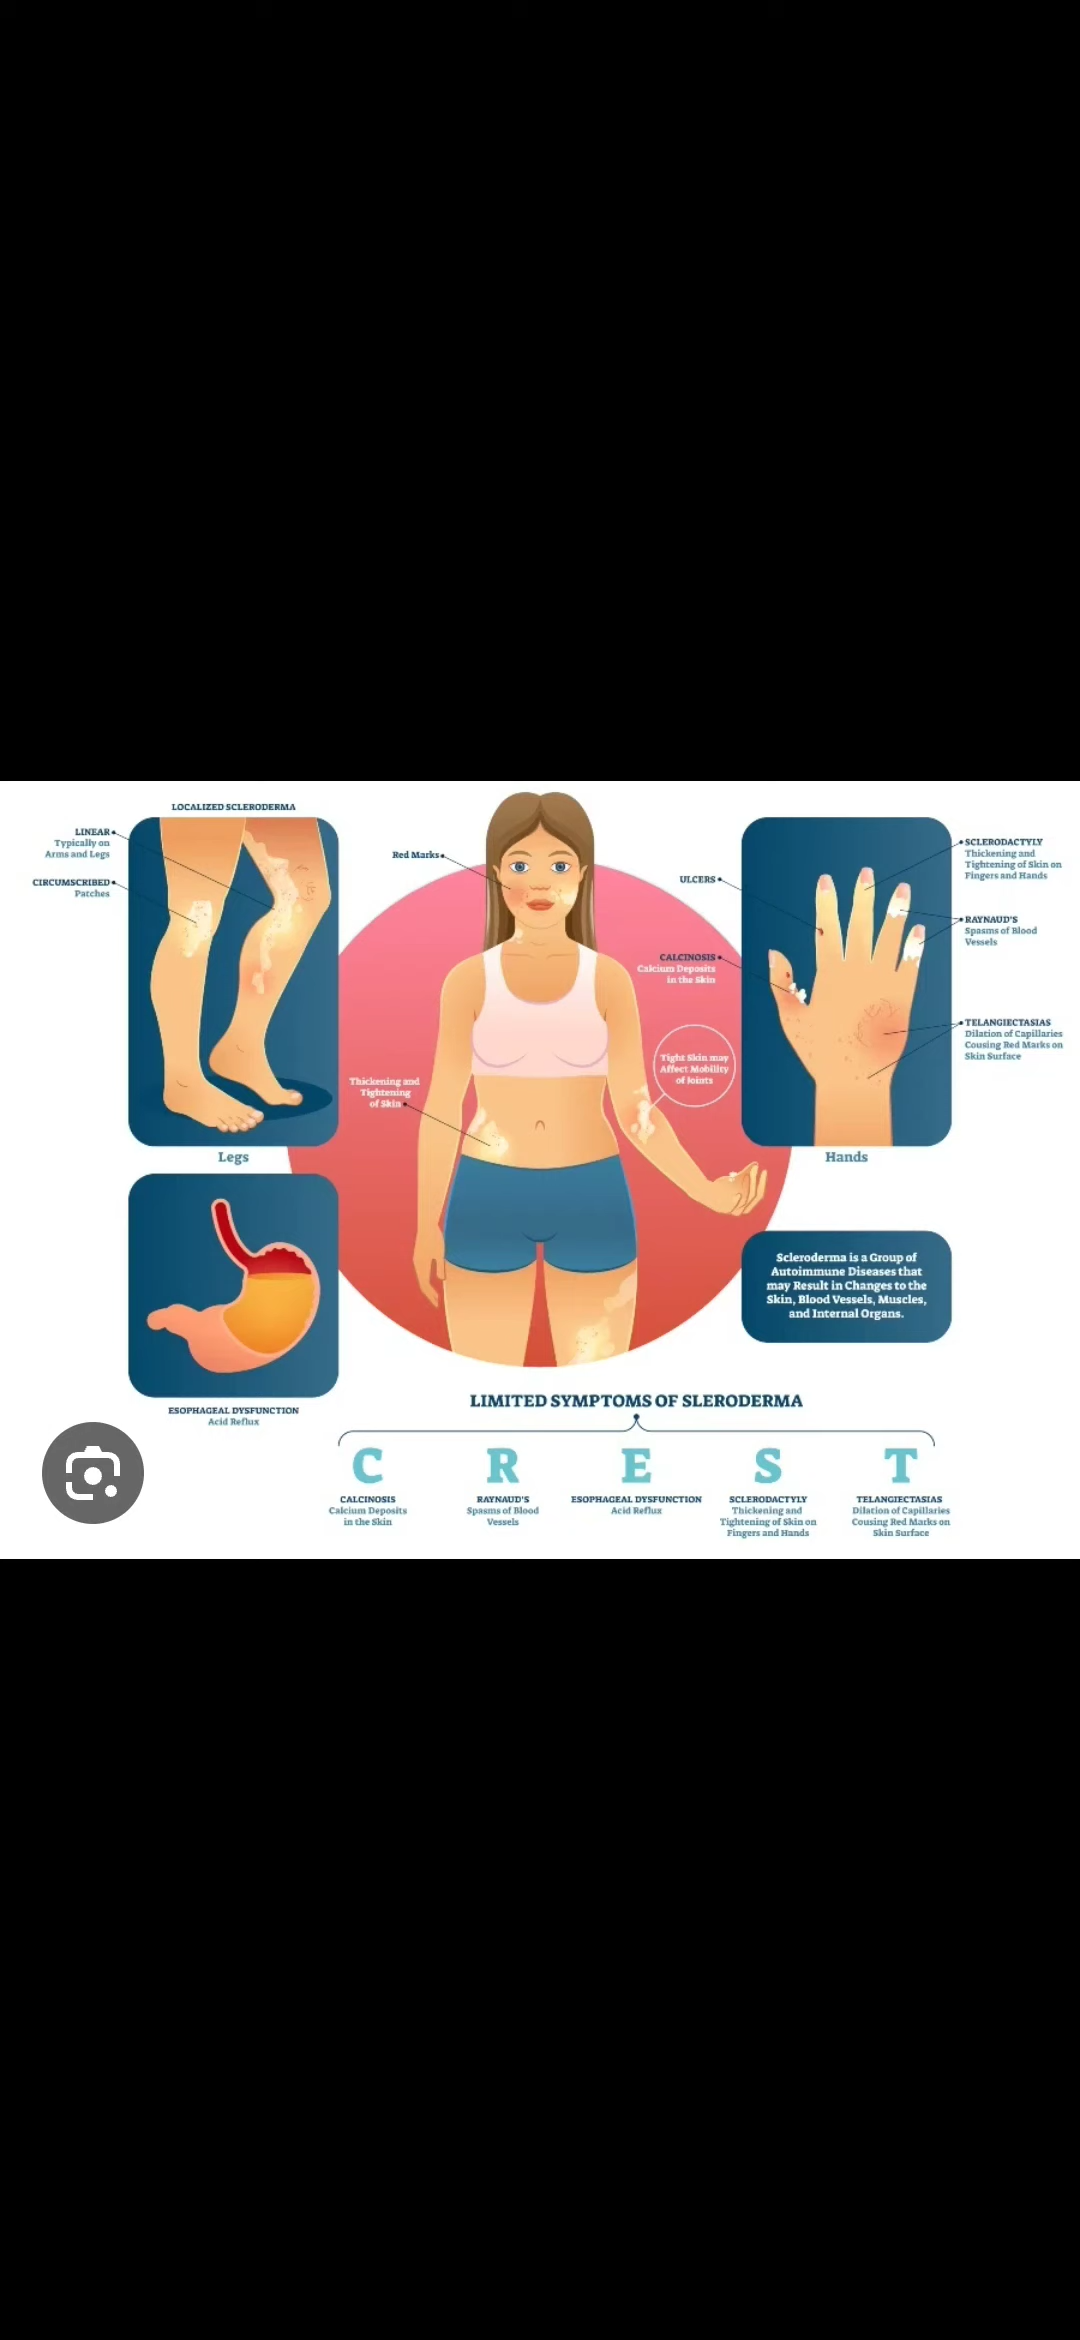 LOCALIZED SCLERODERMA
LINEAR
Typically on
Arms and Legs
CIRCUMSCRIBED
Patches
Legs
Red Marks
Thickening and
Tightening
of Skin
ULCERS
CALCINOSIS
Calcium Deposits
in the Skin
Tight Skin may
Affect Mobility
of Joints
SCLERODACTYLY
Thickening and
Tightening of Skin on
Fingers and Hands
RAYNAUD'S
Spasms of Blood
Vessels
TELANGIECTASIAS
Dilation of Capillaries
Cousing Red Marks on
Skin Surface
Hands
Scleroderma is a Group of
Autoimmune Diseases that
may Result in Changes to the
Skin, Blood Vessels, Muscles,
and Internal Organs.
ESOPHAGEAL DYSFUNCTION
Acid Reflux
LIMITED SYMPTOMS OF SLERODERMA
C R E S T
CALCINOSIS
Calcium Deposits
in the Skin
RAYNAUD'S
Spasms of Blood
Vessels
ESOPHAGEAL DYSFUNCTION
Acid Reflux
SCLERODACTYLY
Thickening and
Tightening of Skin on
Fingers and Hands
TELANGIECTASIAS
Dilation of Capillaries
Cousing Red Marks on
Skin Surface